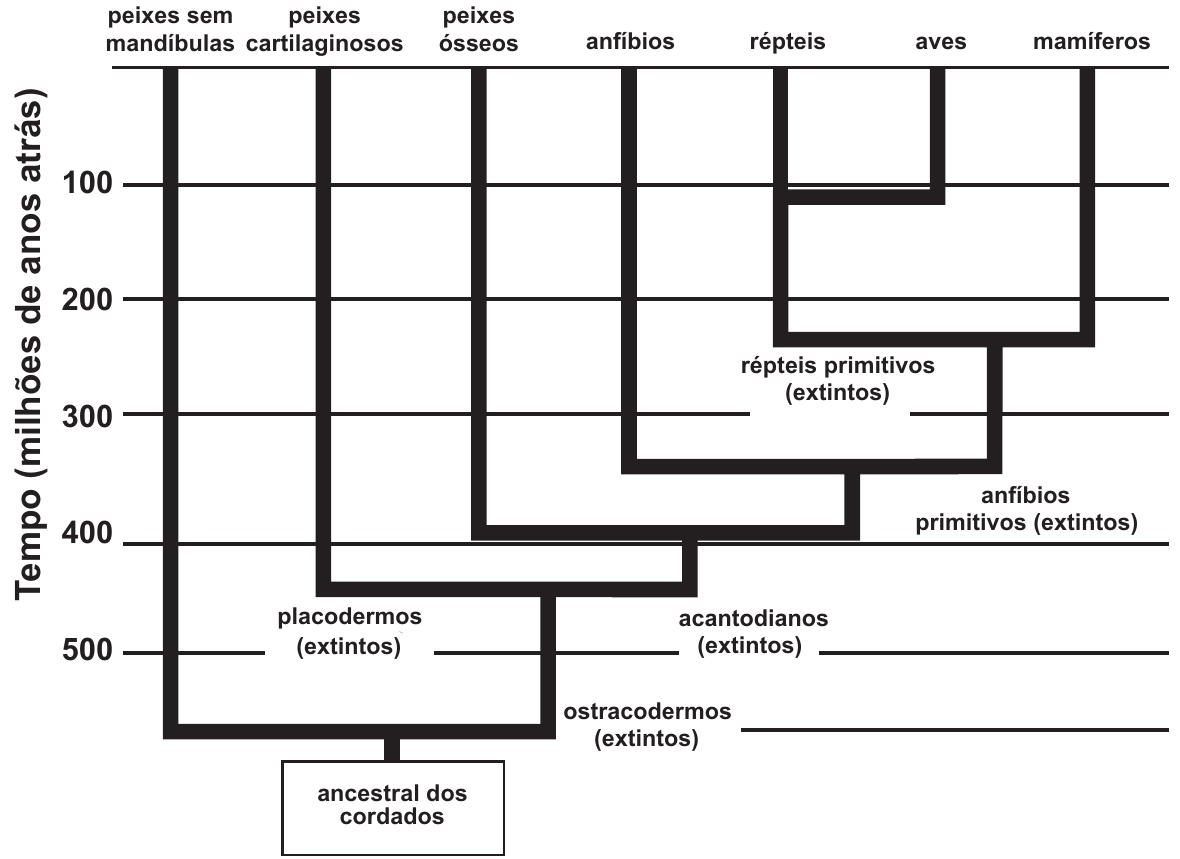 peixes sem
mandíbulas
peixes
cartilaginosos
peixes
ósseos
anfíbios
répteis
aves
mamíferos
Tempo (milhões de anos atrás)
100
200
répteis primitivos
(extintos)
300
anfíbios
primitivos (extintos)
400
placodermos
(extintos)
acantodianos
(extintos)
500
ostracodermos
(extintos)
ancestral dos
cordados